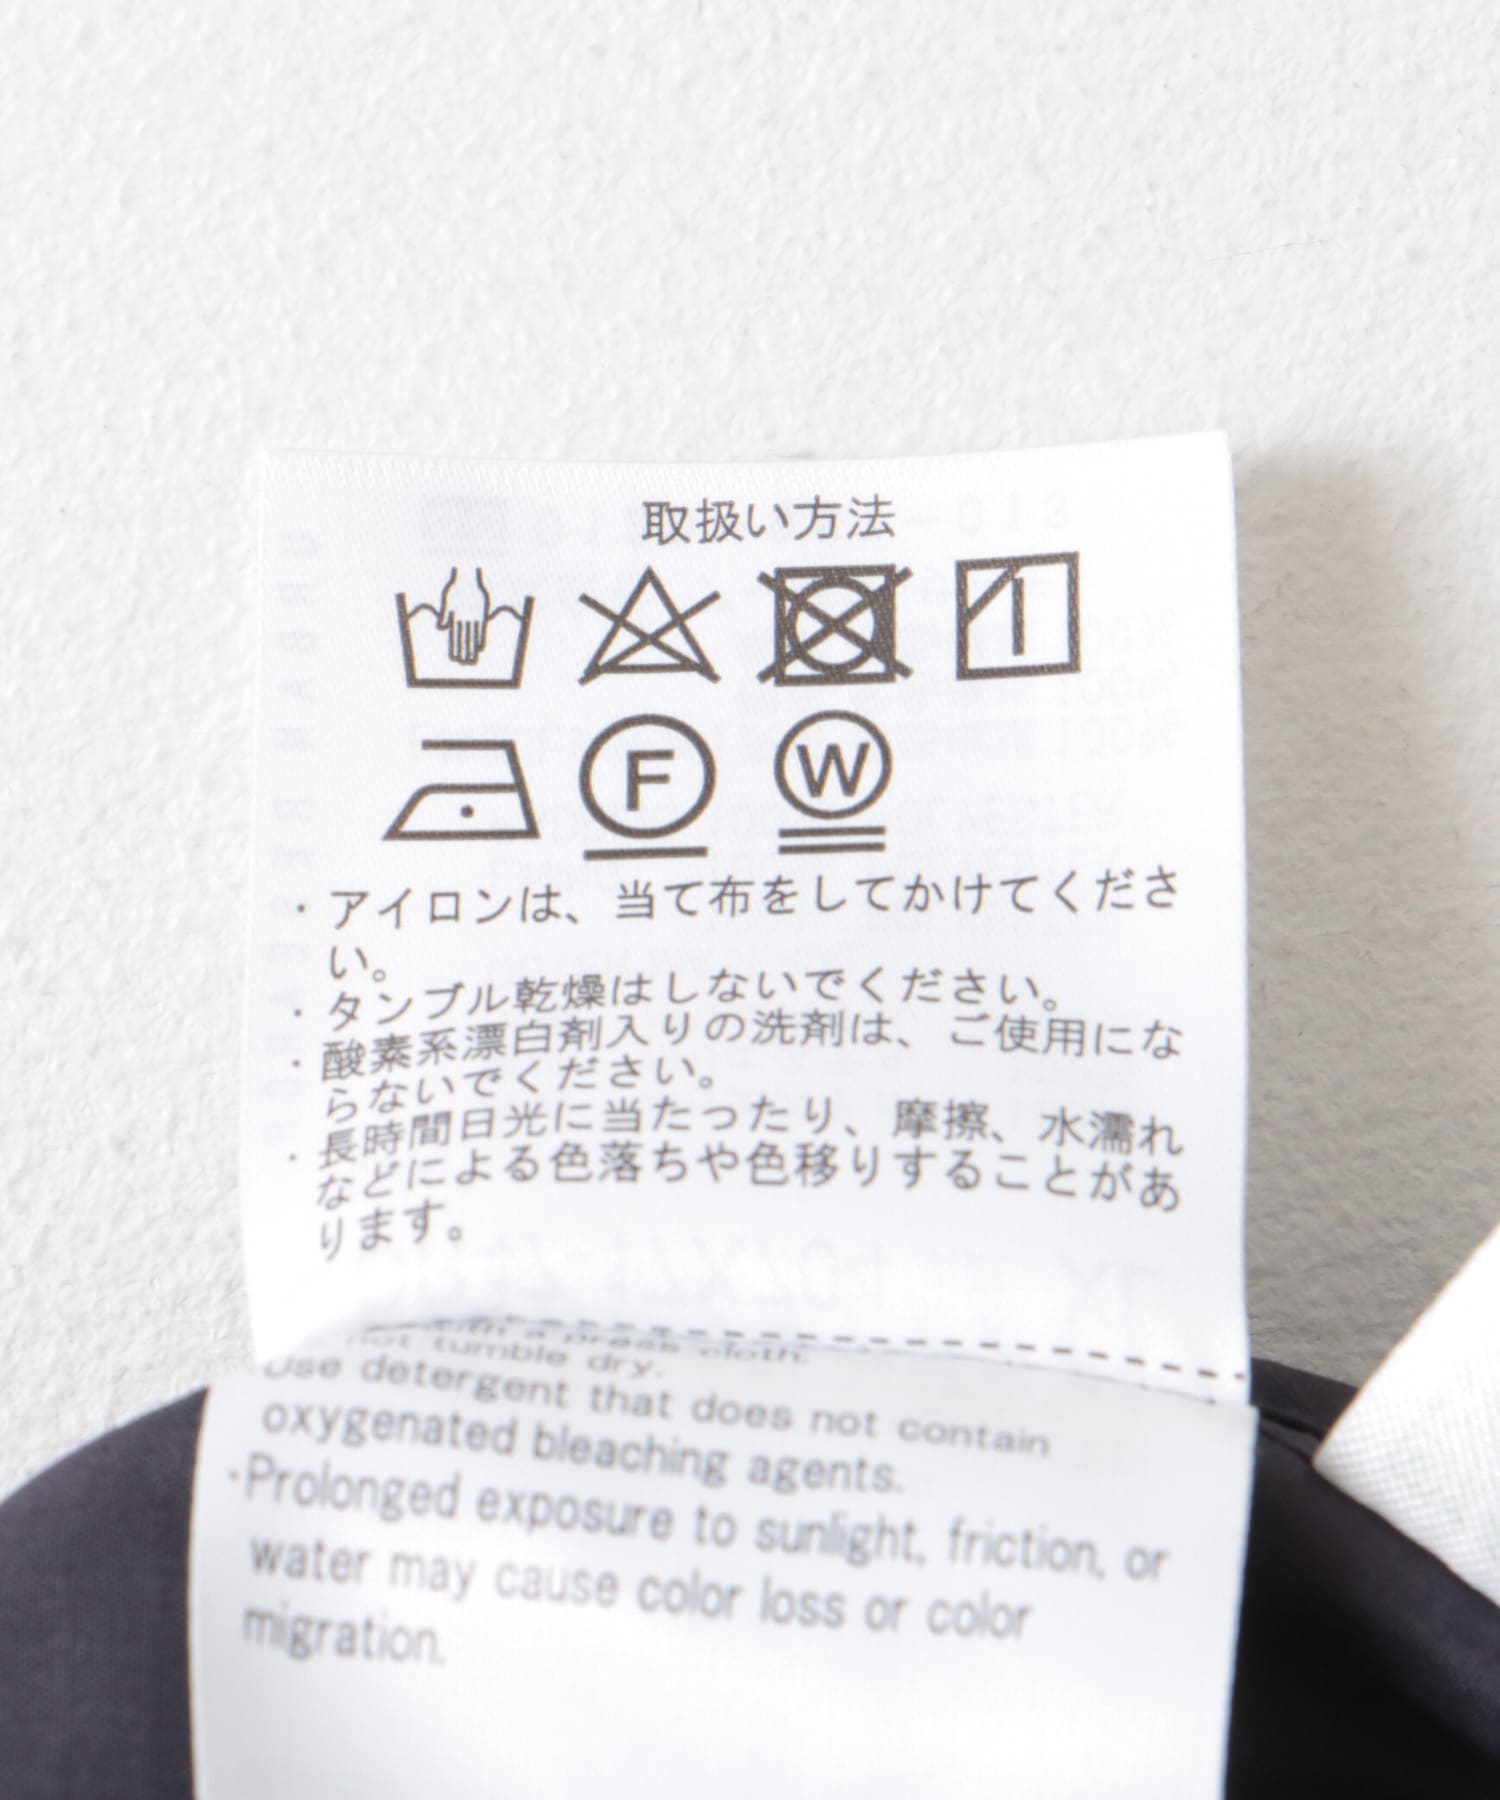 取扱い方法
F W
・アイロンは、当て布をしてかけてくださ
い。
・タンブル乾燥はしないでください。
・酸素系漂白剤入りの洗剤は、ご使用にな
らないでください。
・長時間日光に当たったり、摩擦、水濡れ
などによる色落ちや色移りすることがあ
ります。
with a press cloth.
not tumble dry.
Use detergent that does not contain
oxygenated bleaching agents.
・Prolonged exposure to sunlight, friction, or
water may cause color loss or color
migration.